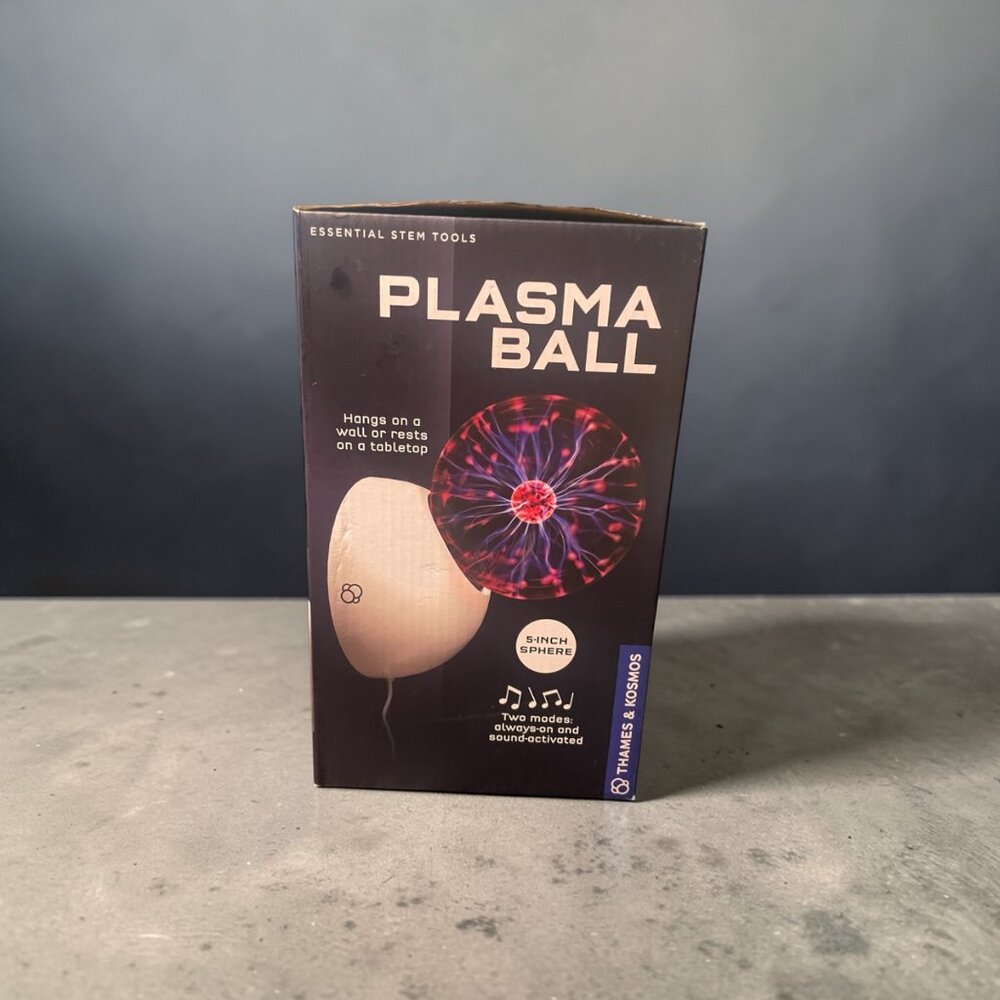 ESSENTIAL STEM TOOLS
PLASMA
BALL
Hangs on a
wall or rests
on a tabletop
5-INCH
SPHERE
Two modes:
always-on and
sound-activated
THAMES & KOSMOS